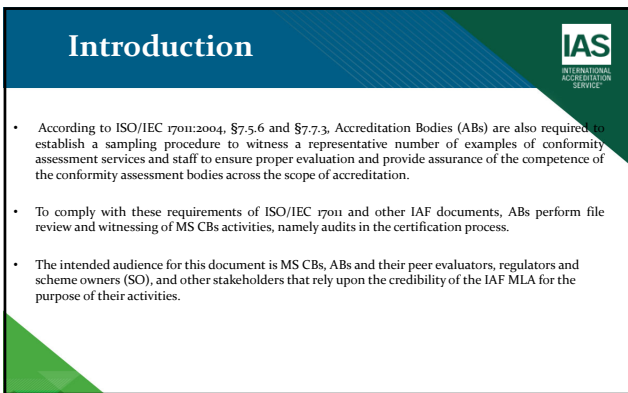 Introduction
IAS
INTERNATIONAL
ACCREDITATION
SERVICE®
• According to ISO/IEC 17011:2004, §7.5.6 and §7.7.3, Accreditation Bodies (ABs) are also required to
establish a sampling procedure to witness a representative number of examples of conformity
assessment services and staff to ensure proper evaluation and provide assurance of the competence of
the conformity assessment bodies across the scope of accreditation.
• To comply with these requirements of ISO/IEC 17011 and other IAF documents, ABs perform file
review and witnessing of MS CBs activities, namely audits in the certification process.
• The intended audience for this document is MS CBs, ABs and their peer evaluators, regulators and
scheme owners (SO), and other stakeholders that rely upon the credibility of the IAF MLA for the
purpose of their activities.